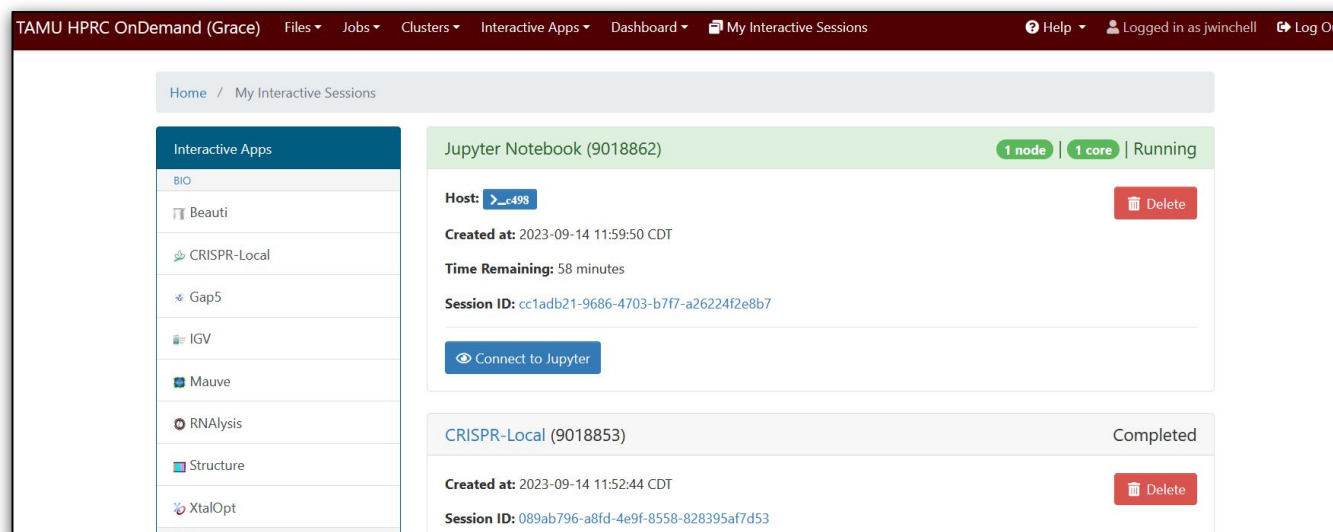 TAMU HPRC OnDemand (Grace) Files Jobs Clusters Interactive Apps Dashboard My Interactive Sessions Help Logged in as jwinchell Log
Home / My Interactive Sessions
Interactive Apps
BIO
Beauti
CRISPR-Local
Gap5
IGV
Mauve
RNAlysis
Structure
XtalOpt
Jupyter Notebook (9018862) 1 node | 1 core | Running
Host: >_c498
Delete
Created at: 2023-09-14 11:59:50 CDT
Time Remaining: 58 minutes
Session ID: cc1adb21-9686-4703-b7f7-a26224f2e8b7
Connect to Jupyter
CRISPR-Local (9018853) Completed
Created at: 2023-09-14 11:52:44 CDT
Delete
Session ID: 089ab796-a8fd-4e9f-8558-828395af7d53